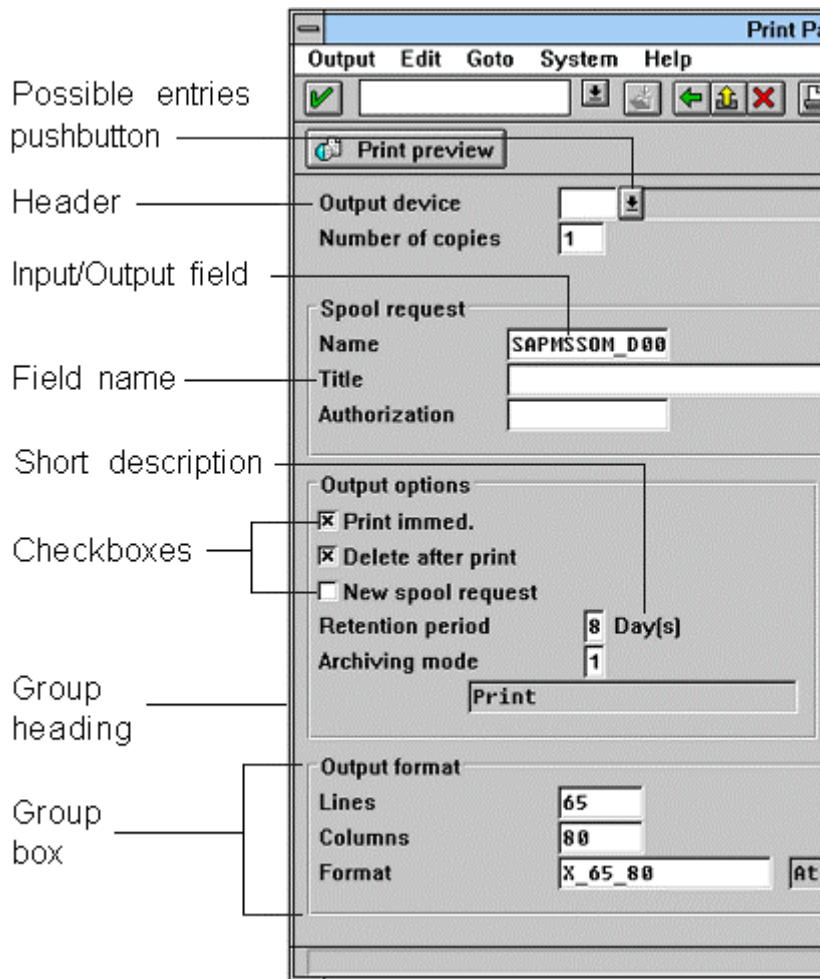 Print Pa
Output Edit Goto System Help
Possible entries
pushbutton
Print preview
Header
Output device
Number of copies 1
Input/Output field
Spool request
Name SAPMSSOM_D00
Field name
Title
Authorization
Short description
Output options
Print immed.
Checkboxes
Delete after print
New spool request
Retention period 8 Day(s)
Archiving mode 1
Group
heading
Print
Output format
Lines 65
Group
box
Columns 80
Format X_65_80 At